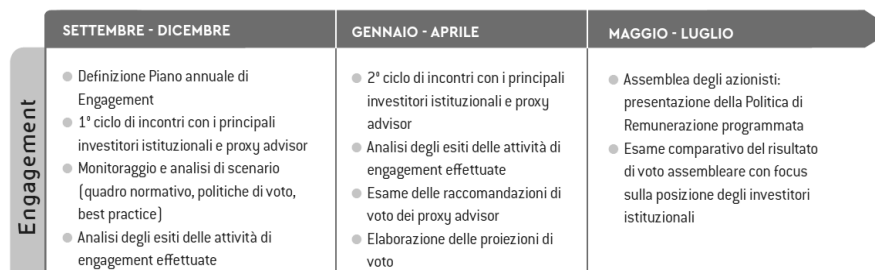 SETTEMBRE - DICEMBRE
GENNAIO - APRILE
MAGGIO - LUGLIO
Engagement
Definizione Piano annuale di
Engagement
1° ciclo di incontri con i principali
investitori istituzionali e proxy advisor
Monitoraggio e analisi di scenario
(quadro normativo, politiche di voto,
best practice)
Analisi degli esiti delle attività di
engagement effettuate
2° ciclo di incontri con i principali
investitori istituzionali e proxy
advisor
Analisi degli esiti delle attività di
engagement effettuate
Esame delle raccomandazioni di
voto dei proxy advisor
Elaborazione delle proiezioni di
voto
Assemblea degli azionisti:
presentazione della Politica di
Remunerazione programmata
Esame comparativo del risultato
di voto assembleare con focus
sulla posizione degli investitori
istituzionali